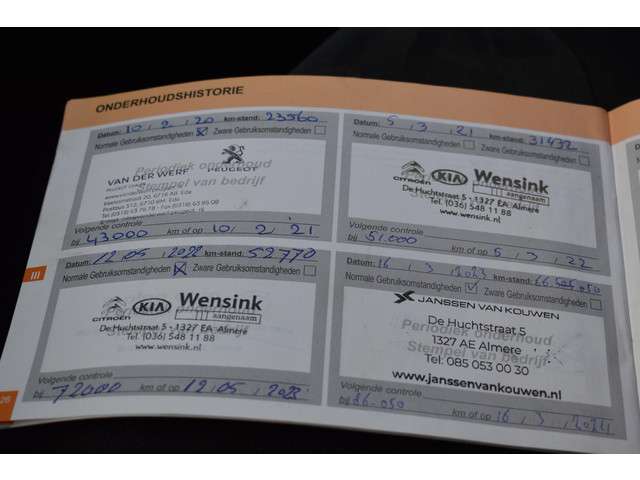 ONDERHOUDSHISTORIE
Datum: 10 / 2 / 20 km-stand: 23560
Normale Gebruiksomstandigheden Zware Gebruiksomstandigheden
Periodiek onderhoud
VAN DER WERF PEUGEOT
Stempel van bedrijf
Volgende controle
bij 43000 km of op 10 / 2 / 21
Datum: 5 / 3 / 21 km-stand: 31432
Normale Gebruiksomstandigheden Zware Gebruiksomstandigheden
CITROËN KIA Wensink
aangenaam
De Huchtstraat 5 - 1327 EA Almere
Tel. (036) 548 11 88
www.wensink.nl
Volgende controle
bij 51.000 km of op 5 / 3 / 22
III
Datum: 12 / 05 / 2022 km-stand: 52770
Normale Gebruiksomstandigheden Zware Gebruiksomstandigheden
CITROËN KIA Wensink
aangenaam
De Huchtstraat 5 - 1327 EA Almere
Tel. (036) 548 11 88
www.wensink.nl
Volgende controle
bij 72000 km of op 12 / 05 /
Datum: 16 / 3 / 2023 km-stand:
Normale Gebruiksomstandigheden Zware Gebruiksomstandigheden
JANSSEN VAN KOUWEN
Periodiek onderhoud
De Huchtstraat 5
1327 AE Almere
Stempel van bedrijf
Tel: 085 053 00 30
www.janssenvankouwen.nl
Volgende controle
bij 86.050 km of op 16 / 3 / 2024
26